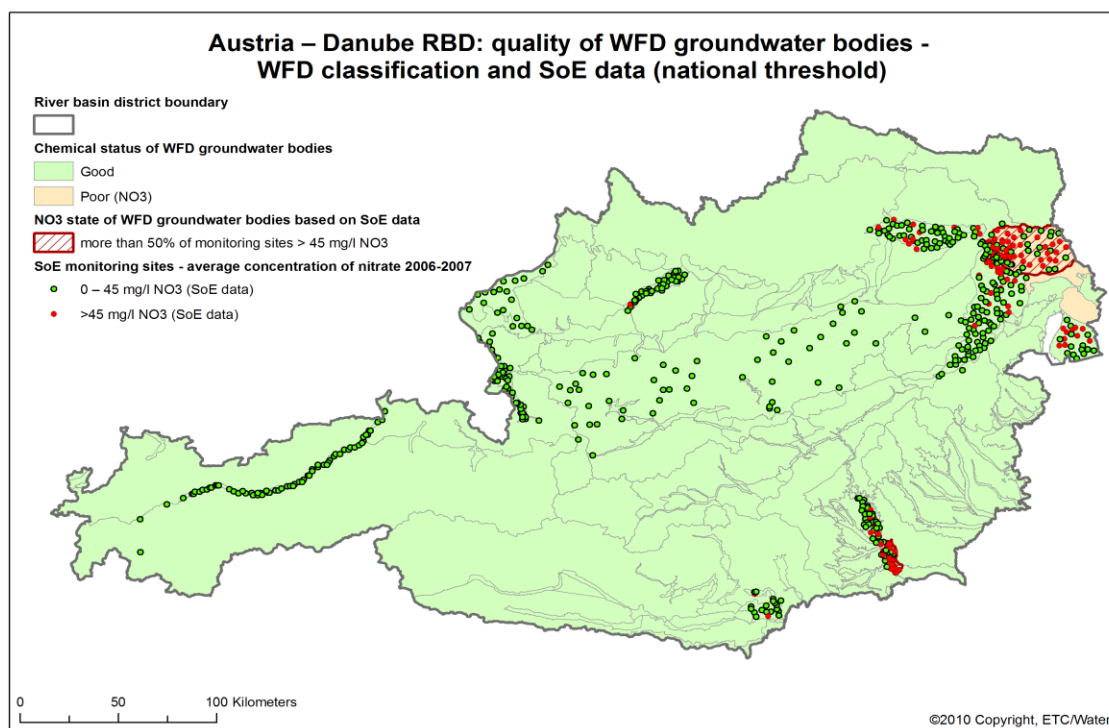 Austria – Danube RBD: quality of WFD groundwater bodies -
WFD classification and SoE data (national threshold)
River basin district boundary
Chemical status of WFD groundwater bodies
Good
Poor (NO3)
NO3 state of WFD groundwater bodies based on SoE data
more than 50% of monitoring sites > 45 mg/l NO3
SoE monitoring sites - average concentration of nitrate 2006-2007
0 – 45 mg/l NO3 (SoE data)
>45 mg/l NO3 (SoE data)
0 50 100 Kilometers
©2010 Copyright, ETC/Water